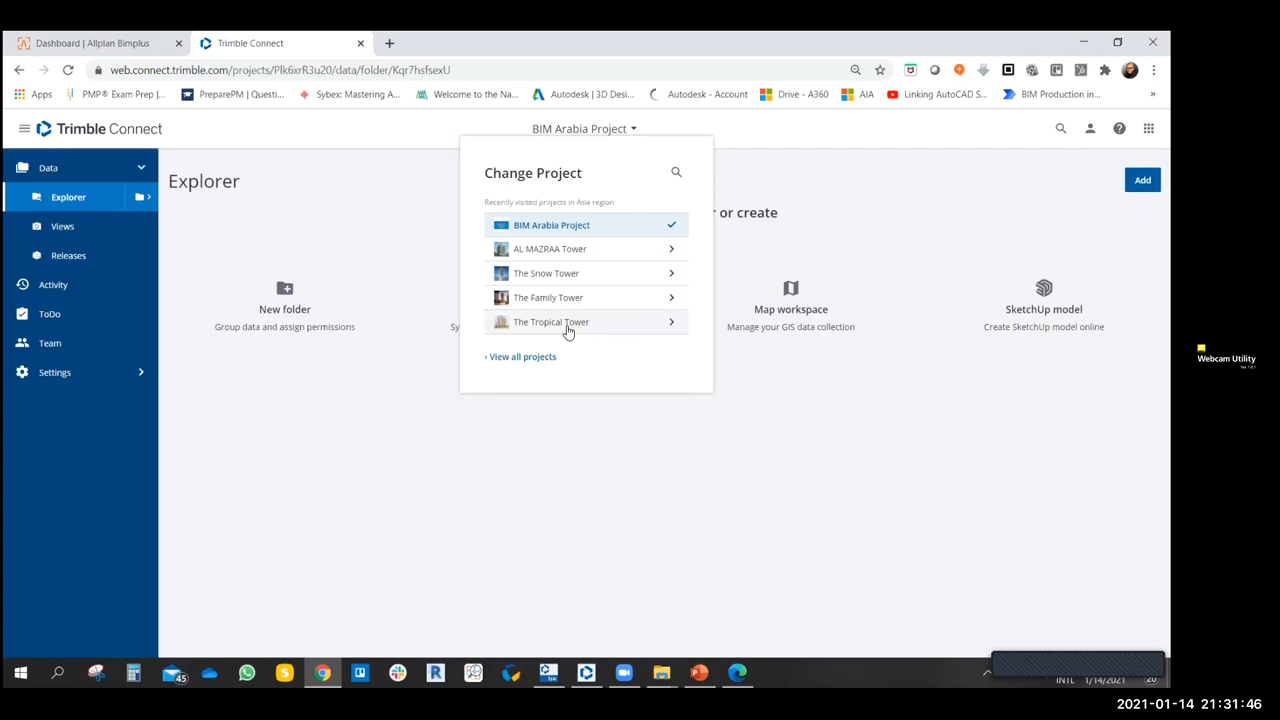 Dashboard | Allplan Bimplus
Trimble Connect
web.connect.trimble.com/projects/Plk6xrR3u20/data/folder/Kqr7hsfsexU
Apps
PMP® Exam Prep |...
PreparePM | Questi...
Sybex: Mastering A...
Welcome to the Na...
Autodesk | 3D Desi...
Autodesk - Account
Drive - A360
AIA
Linking AutoCAD S...
BIM Production in...
»
Trimble Connect
BIM Arabia Project
Data
Explorer
Views
Releases
Activity
ToDo
Team
Settings
Explorer
Add
Change Project
Recently visited projects in Asia region
BIM Arabia Project
AL MAZRAA Tower
The Snow Tower
The Family Tower
The Tropical Tower
‹ View all projects
r or create
New folder
Group data and assign permissions
Sy
Map workspace
Manage your GIS data collection
SketchUp model
Create SketchUp model online
Webcam Utility
45
INTL
1/14/2021
20
2021-01-14 21:31:46